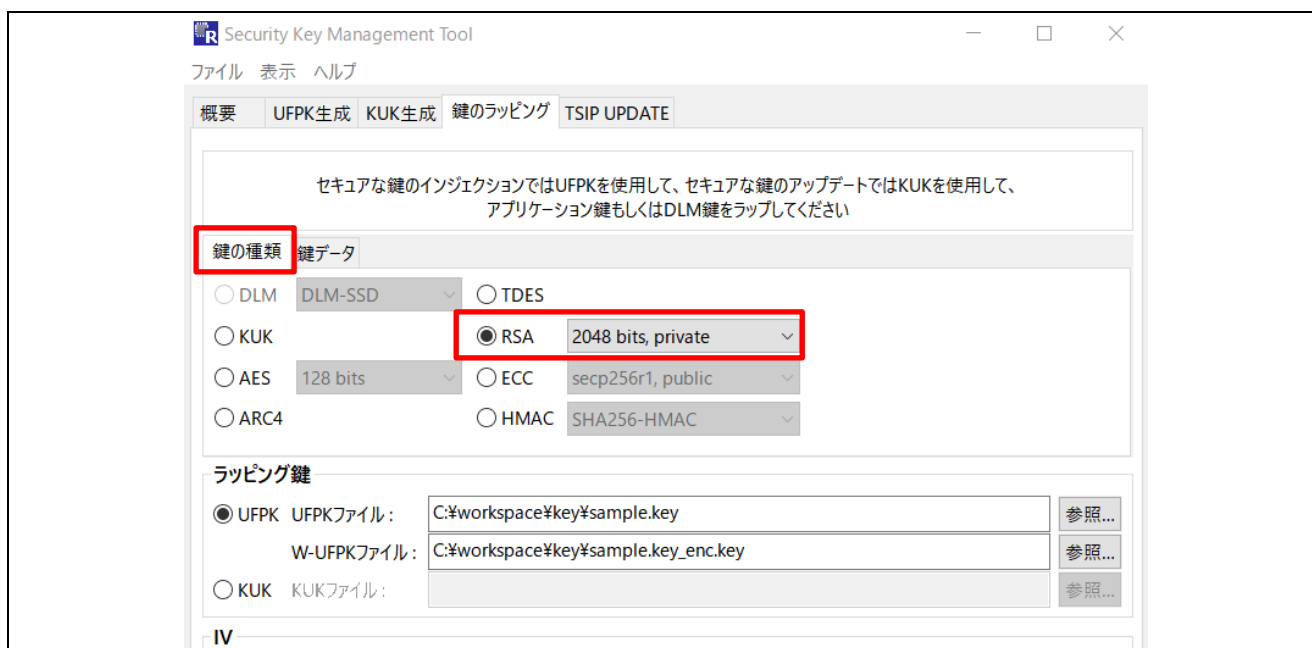 Security Key Management Tool
ファイル 表示 ヘルプ
概要 UFPK生成 KUK生成 鍵のラッピング TSIP UPDATE
セキュアな鍵のインジェクションではUFPKを使用して、セキュアな鍵のアップデートではKUKを使用して、
アプリケーション鍵もしくはDLM鍵をラップしてください
鍵の種類 鍵データ
DLM DLM-SSD TDES
KUK RSA 2048 bits, private
AES 128 bits ECC secp256r1, public
ARC4 HMAC SHA256-HMAC
ラッピング鍵
UFPK UFPKファイル : C:¥workspace¥key¥sample.key 参照...
W-UFPKファイル : C:¥workspace¥key¥sample.key_enc.key 参照...
KUK KUKファイル : 参照...
IV